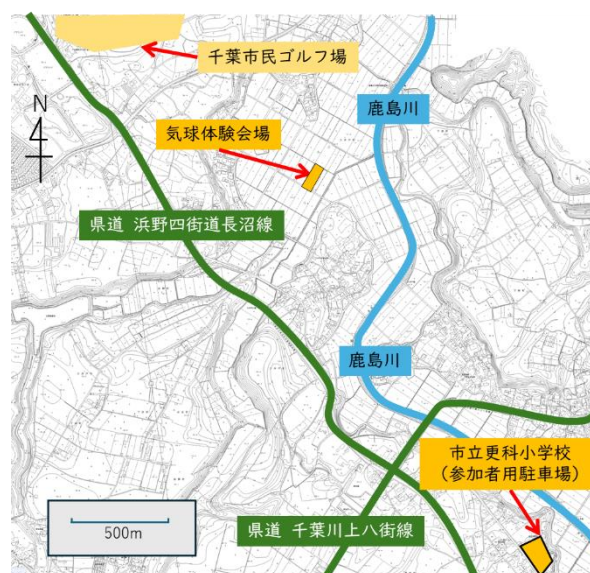 千葉市民ゴルフ場
鹿島川
気球体験会場
N
県道 浜野四街道長沼線
鹿島川
市立更科小学校
(参加者用駐車場)
500m
県道 千葉川上八街線